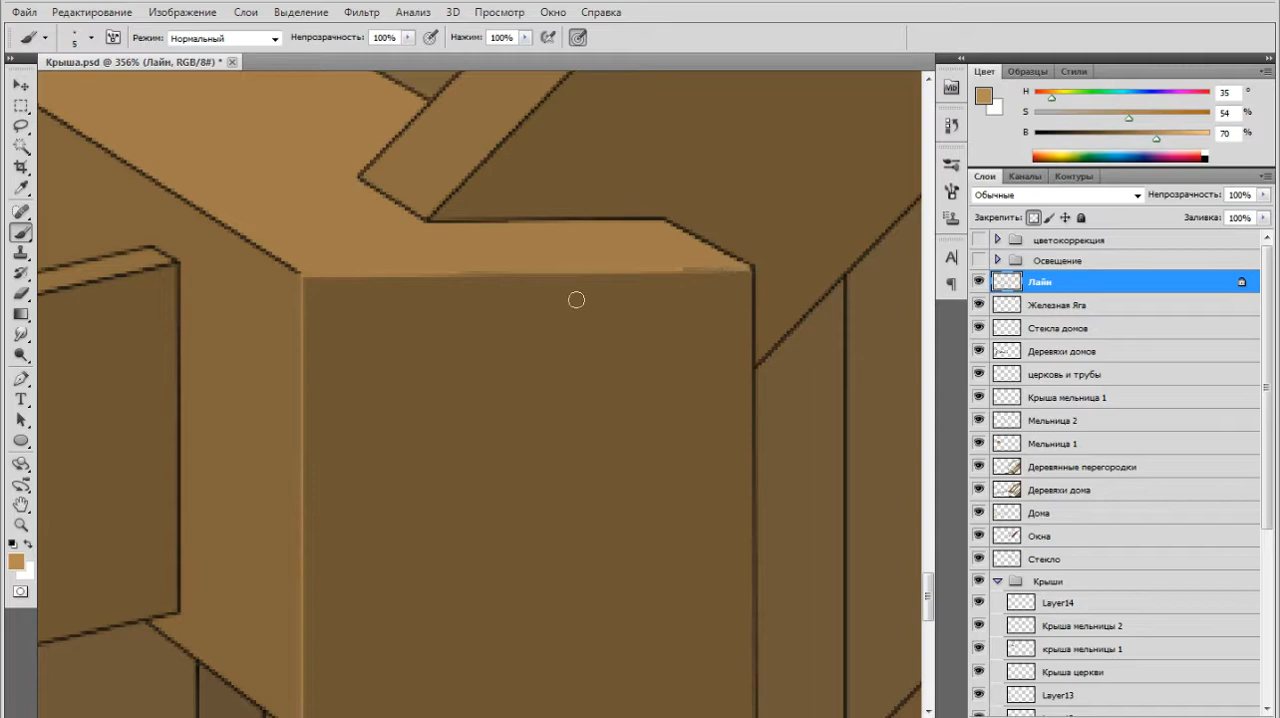 Файл Редактирование Изображение Слои Выделение Фильтр Анализ 3D Просмотр Окно Справка
5 Режим: Нормальный Непрозрачность: 100% Нажим: 100%
Крыша.psd @ 356% (Лайн, RGB/8#) *
Цвет Образцы Стили
H 35 °
S 54 %
B 70 %
Слои Каналы Контуры
Обычные Непрозрачность: 100%
Закрепить: Заливка: 100%
цветокоррекция
Освещение
Лайн
Железная Яга
Стекла домов
Деревяхи домов
церковь и трубы
Крыша мельница 1
Мельница 2
Мельница 1
Деревянные перегородки
Деревяхи дома
Дома
Окна
Стекло
Крыши
Layer14
Крыша мельницы 2
крыша мельницы 1
Крыша церкви
Layer13